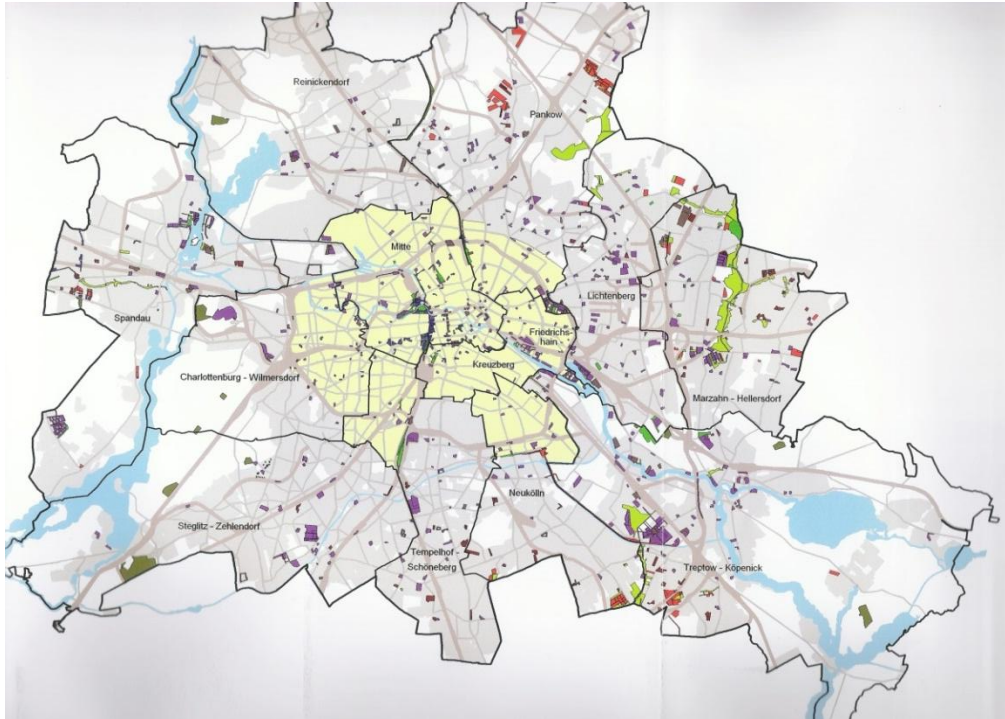 Reinickendorf
Pankow
Mitte
Lichtenberg
Spandau
Friedrichs-
hain
Kreuzberg
Charlottenburg - Wilmersdorf
Marzahn - Hellersdorf
Neukölln
Steglitz - Zehlendorf
Tempelhof -
Schöneberg
Treptow - Köpenick